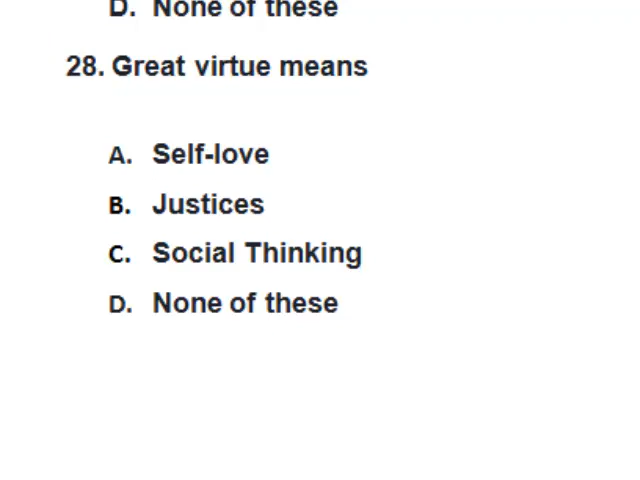 D. None of these
28. Great virtue means
A. Self-love
B. Justices
C. Social Thinking
D. None of these